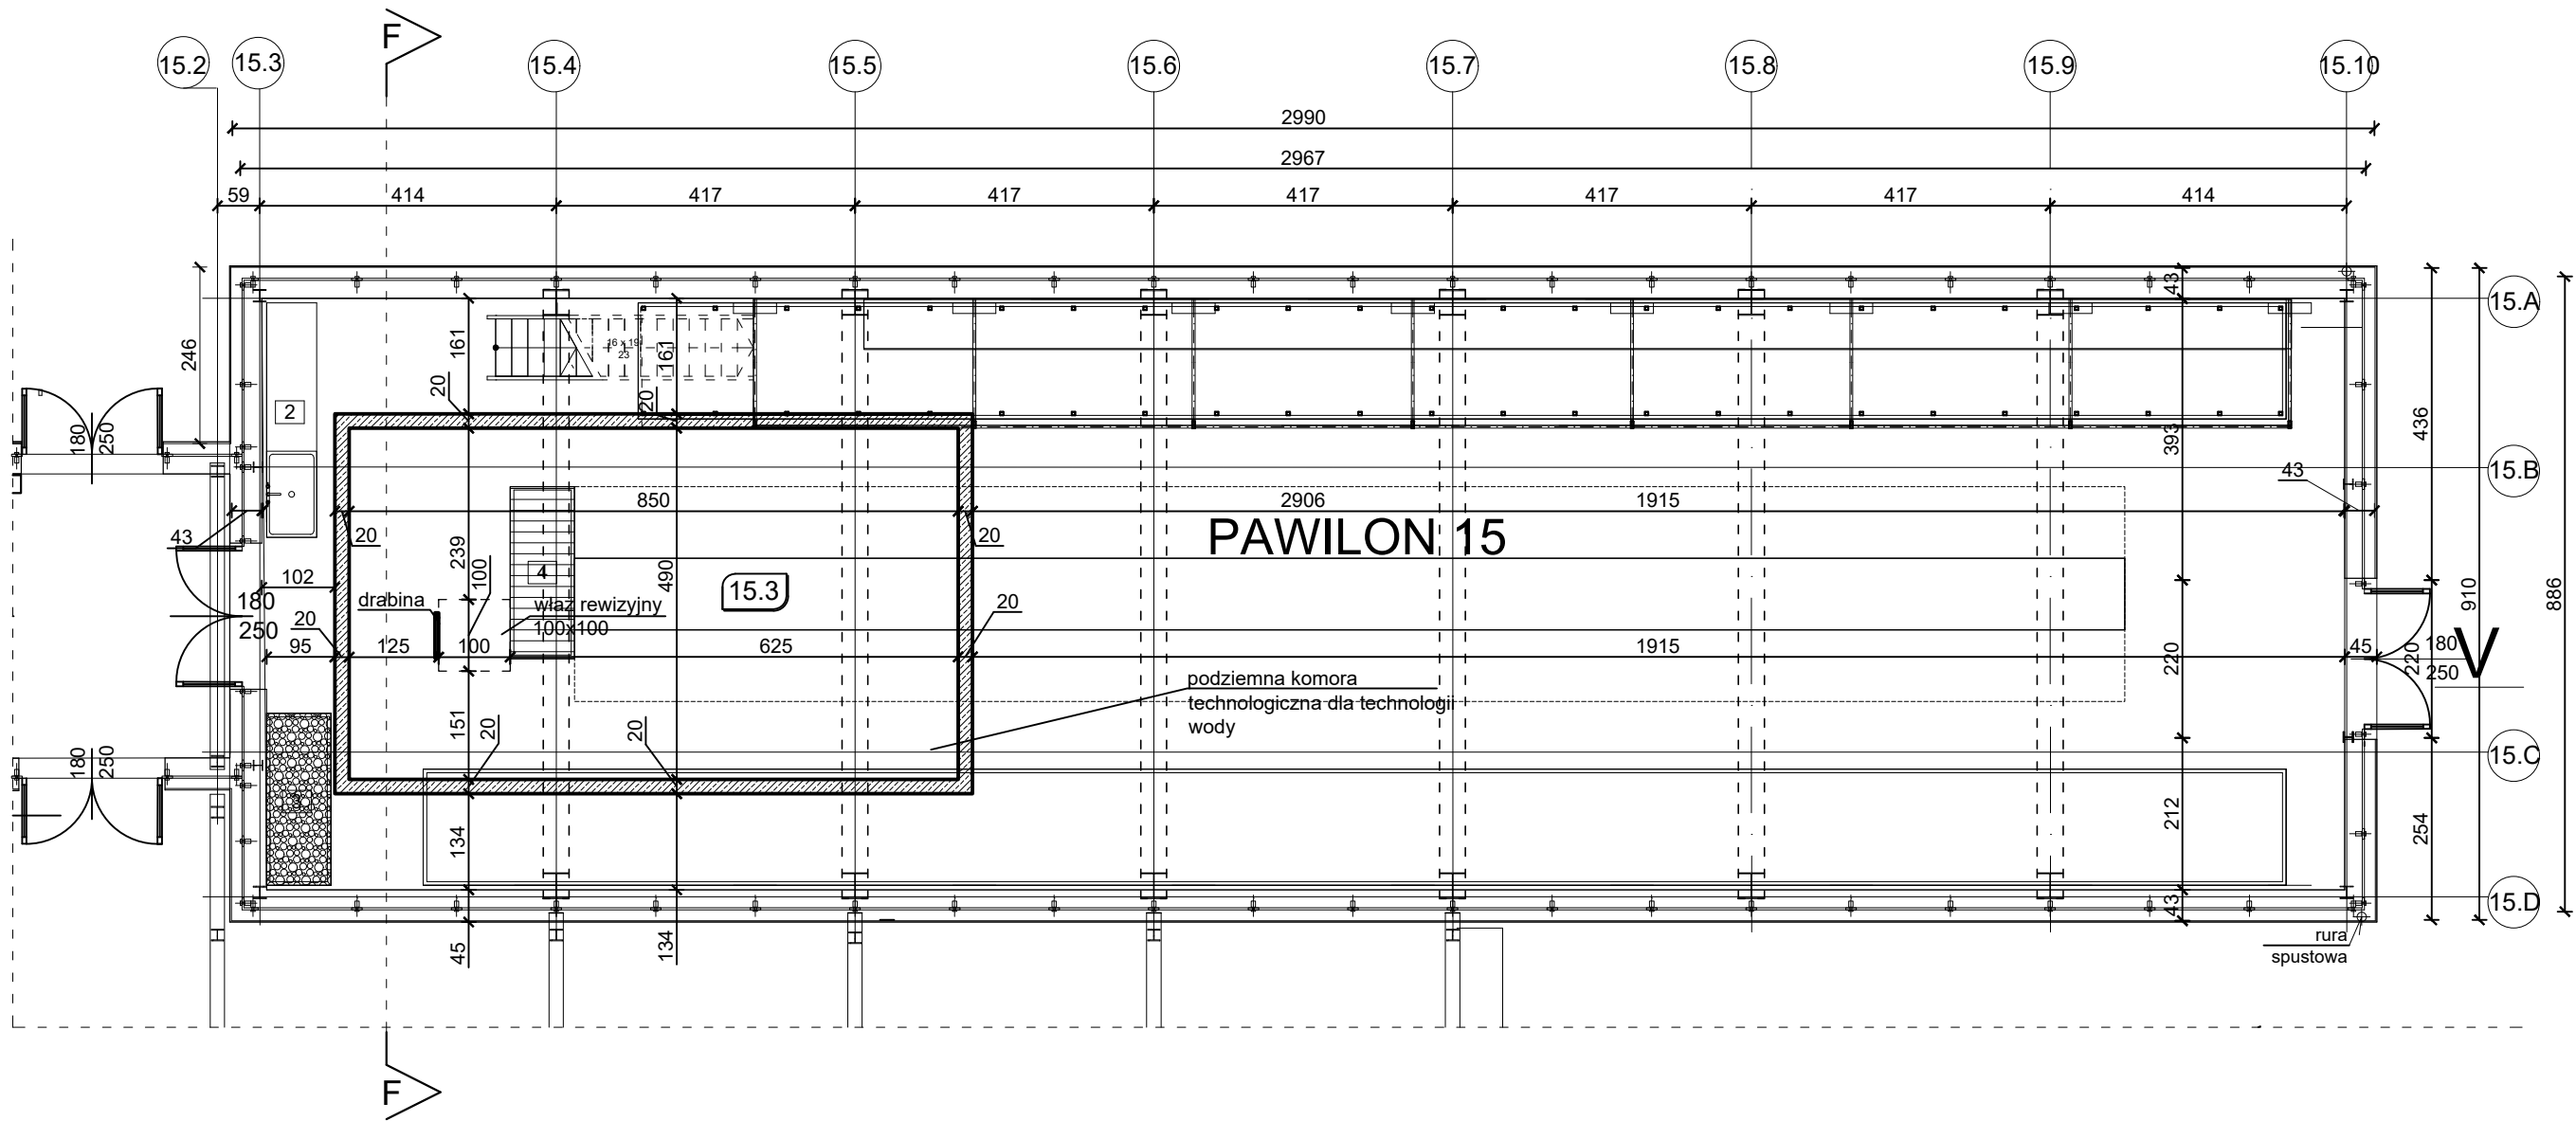 F
15.2 15.3 15.4 15.5 15.6 15.7 15.8 15.9 15.10
2990
2967
59 414 417 417 417 417 417 414
43
15.A
246
161
16 x 19
23
161
20
20
2
436
393
180
250
15.B
43
850 2906 1915
PAWILON 15
43
20
20
239
100
490
4
15.3
102
drabina
właz rewizyjny
100x100
20
180
250
20
95 125 100 625 1915 45
910
886
220
220
180
250
V
podziemna komora
technologiczna dla technologii
wody
151
20
20
180
250
15.C
3
134
212
254
43
15.D
45
134
rura
spustowa
F